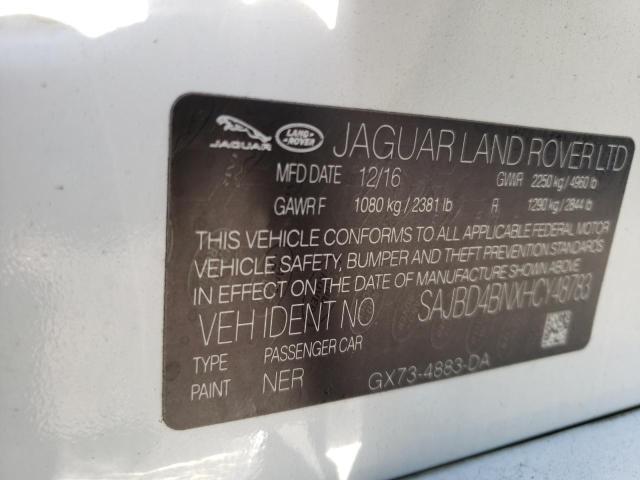 JAGUAR
LAND ROVER
JAGUAR LAND ROVER LTD
MFD DATE 12/16 GVWR 2250 kg / 4960 lb
GAWR F 1080 kg / 2381 lb R 1290 kg / 2844 lb
THIS VEHICLE CONFORMS TO ALL APPLICABLE FEDERAL MOTOR
VEHICLE SAFETY, BUMPER AND THEFT PREVENTION STANDARDS
IN EFFECT ON THE DATE OF MANUFACTURE SHOWN ABOVE
VEH IDENT NO SAJBD4BNXHCY48783
TYPE PASSENGER CAR
PAINT NER GX73-4883-DA